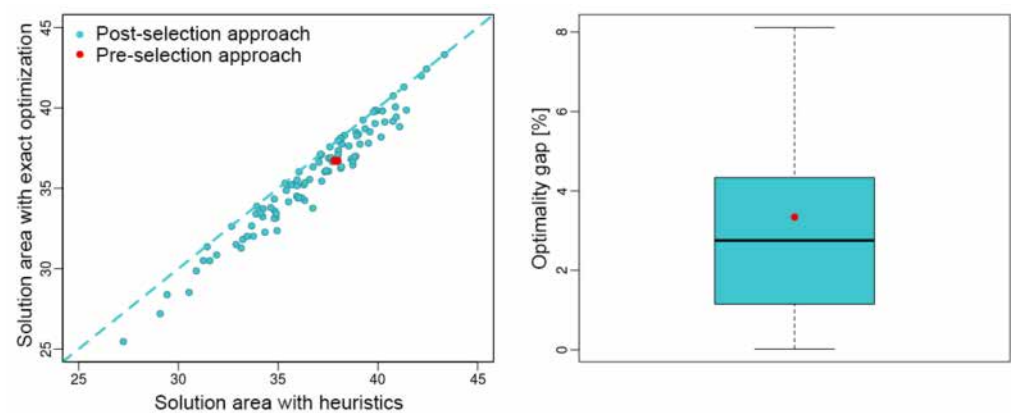 Post-selection approach
Pre-selection approach
Solution area with exact optimization
45
40
35
30
25
25 30 35 40 45
Solution area with heuristics
Optimality gap [%]
8
6
4
2
0